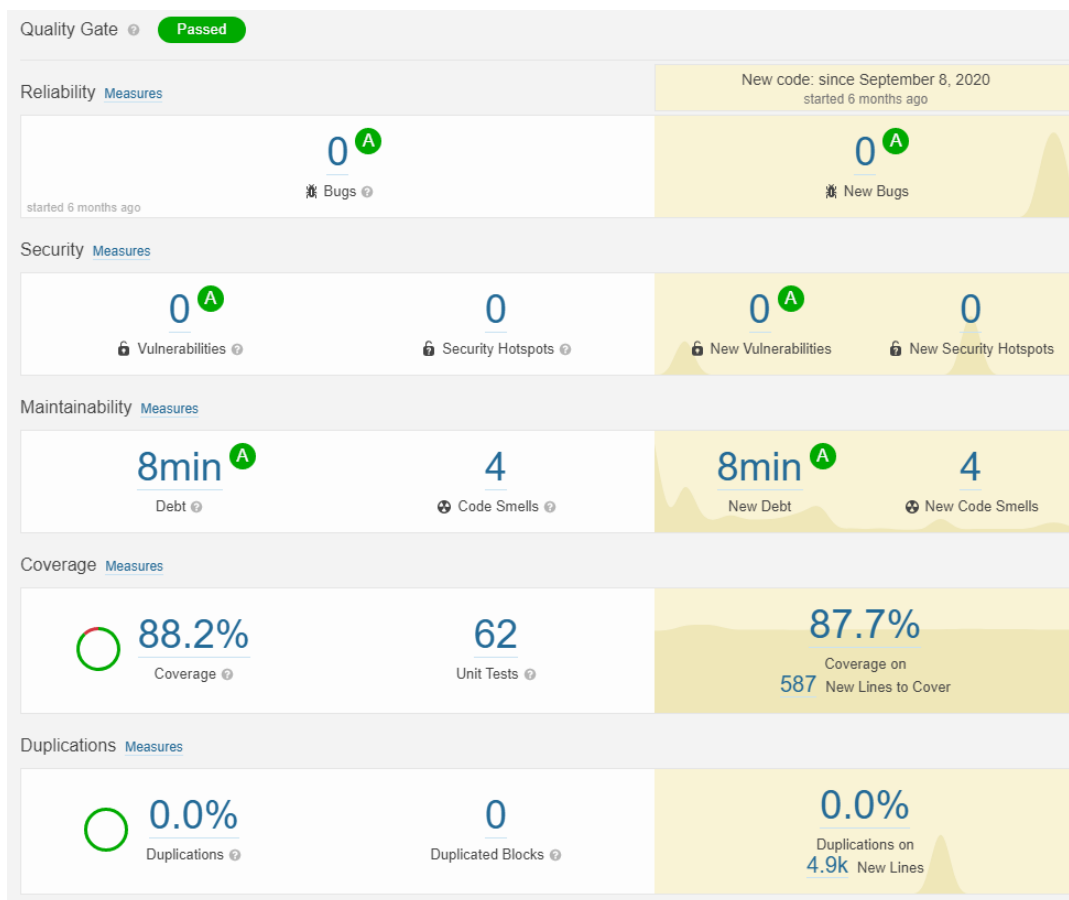 Quality Gate ? Passed
Reliability Measures
New code: since September 8, 2020
started 6 months ago
0 A
Bugs ?
started 6 months ago
0 A
New Bugs
Security Measures
0 A
Vulnerabilities ?
0
Security Hotspots ?
0 A
New Vulnerabilities
0
New Security Hotspots
Maintainability Measures
8min A
Debt ?
4
Code Smells ?
8min A
New Debt
4
New Code Smells
Coverage Measures
88.2%
Coverage ?
62
Unit Tests ?
87.7%
Coverage on
587 New Lines to Cover
Duplications Measures
0.0%
Duplications ?
0
Duplicated Blocks ?
0.0%
Duplications on
4.9k New Lines